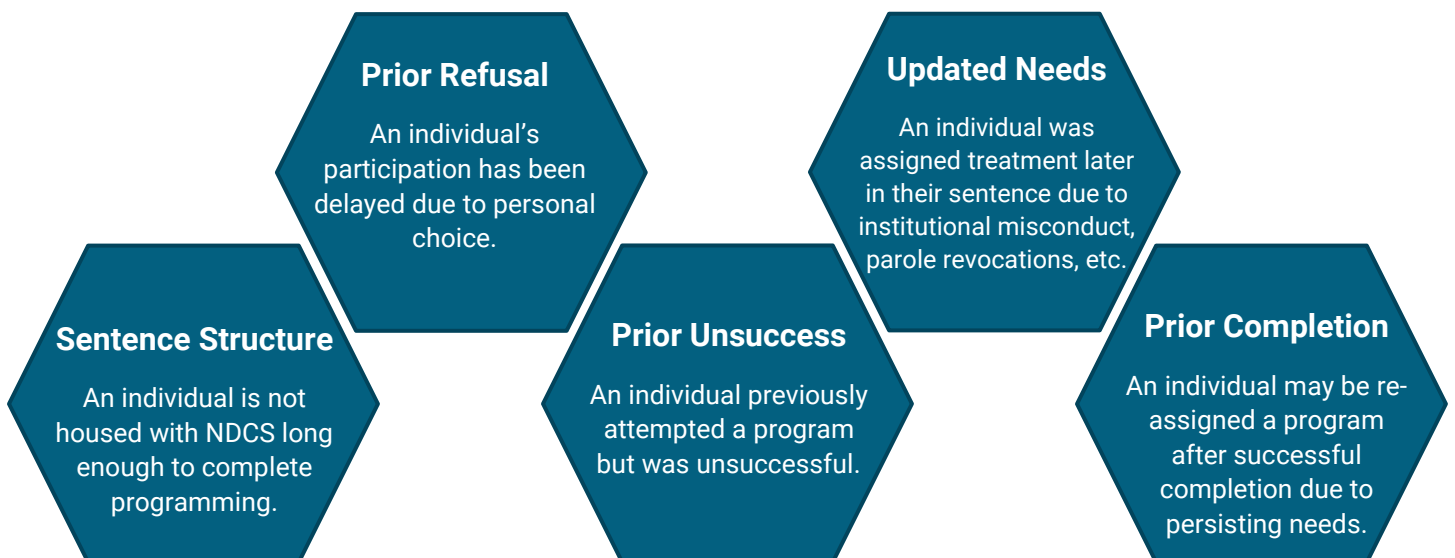 Sentence Structure
An individual is not
housed with NDCS long
enough to complete
programming.
Prior Refusal
An individual’s
participation has been
delayed due to personal
choice.
Prior Unsuccess
An individual previously
attempted a program
but was unsuccessful.
Updated Needs
An individual was
assigned treatment later
in their sentence due to
institutional misconduct,
parole revocations, etc.
Prior Completion
An individual may be re-
assigned a program
after successful
completion due to
persisting needs.